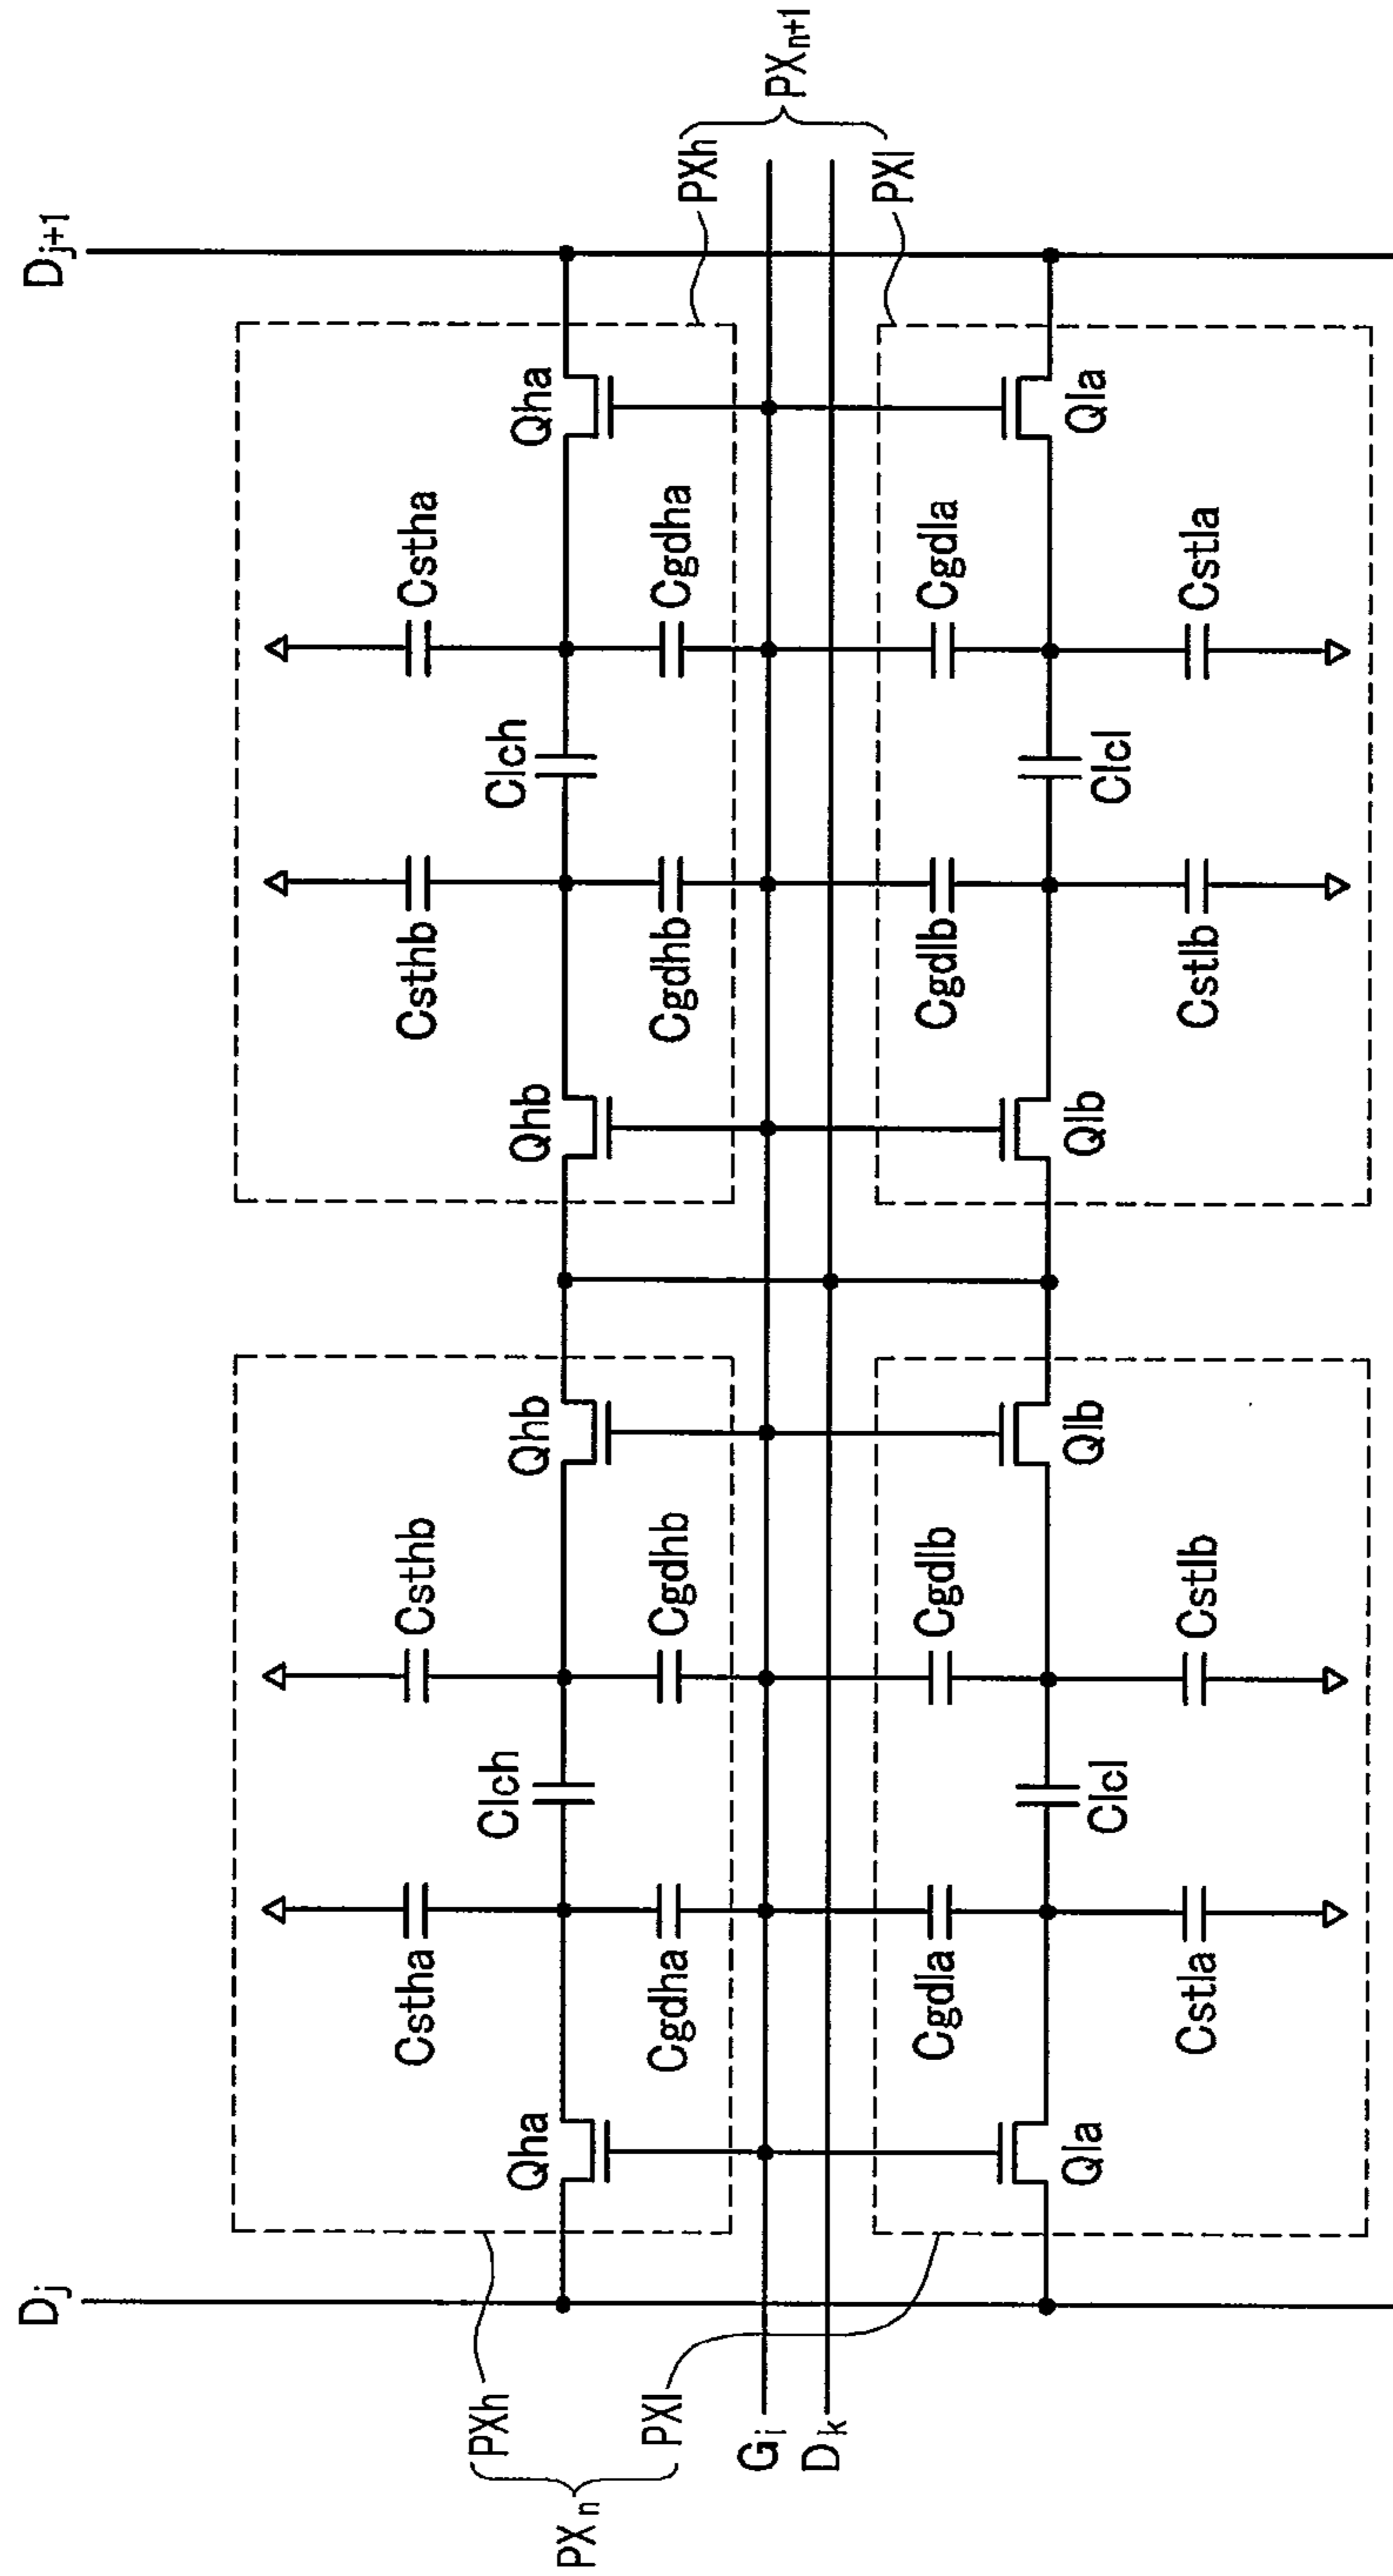 Dj
Dj+1
Cstha
Csthb
Csthb
Cstha
PXh
Clch
Clch
Qha
Qhb
Qhb
Qha
PXn
PXl
Cgdha
Cgdhb
Cgdhb
Cgdha
PXh
Gi
PXn+1
Dk
PXl
Cgdla
Cgdlb
Cgdlb
Cgdla
Qla
Qlb
Qlb
Qla
Clcl
Clcl
Cstla
Cstlb
Cstlb
Cstla